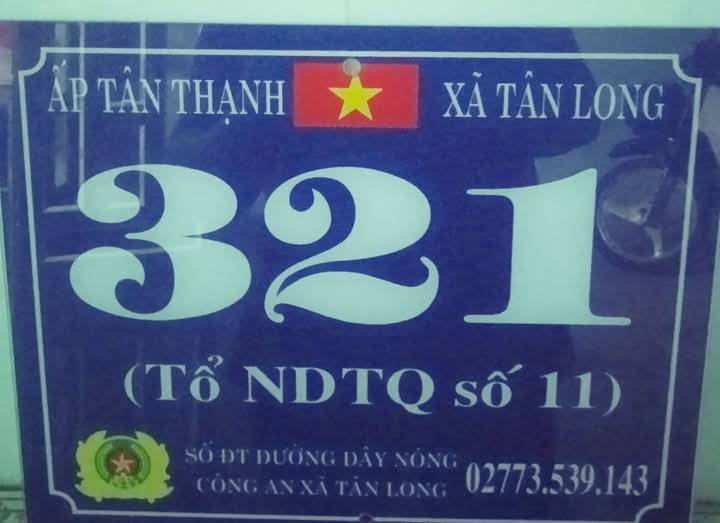 ẤP TÂN THẠNH XÃ TÂN LONG
321
(TỔ NDTQ số 11)
SỐ ĐT ĐƯỜNG DÂY NÓNG
CÔNG AN XÃ TÂN LONG 02773.539.143